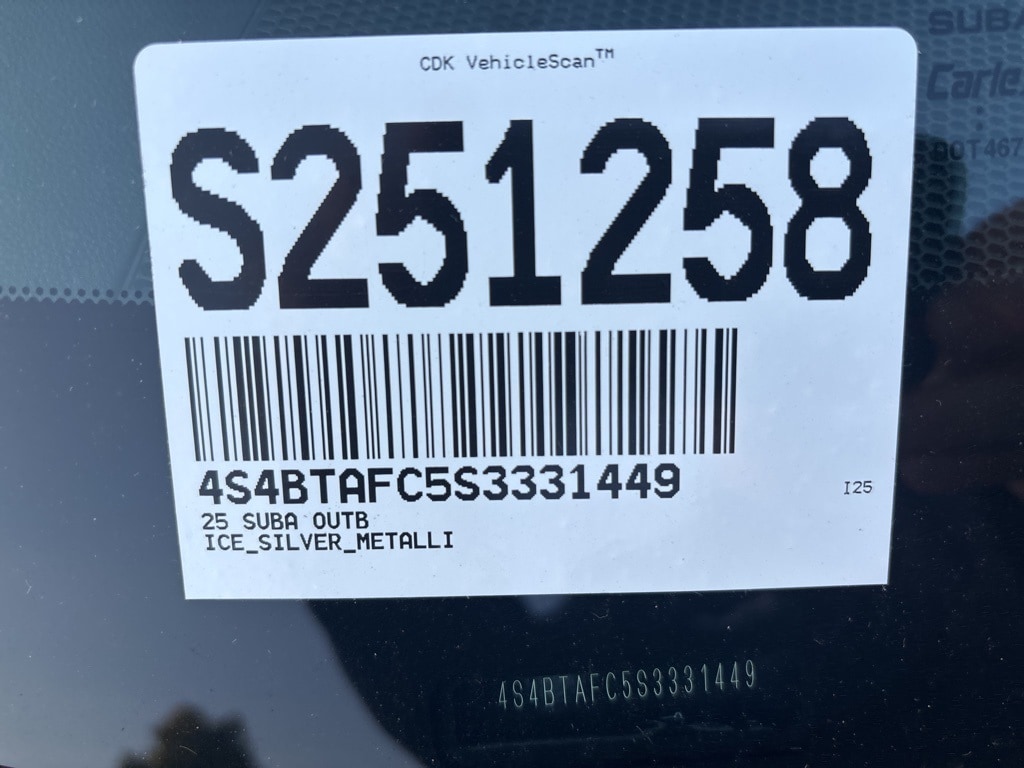 CDK VehicleScan™
S251258
4S4BTAFC5S3331449
I25
25 SUBA OUTB
ICE_SILVER_METALLI
4S4BTAFC5S3331449